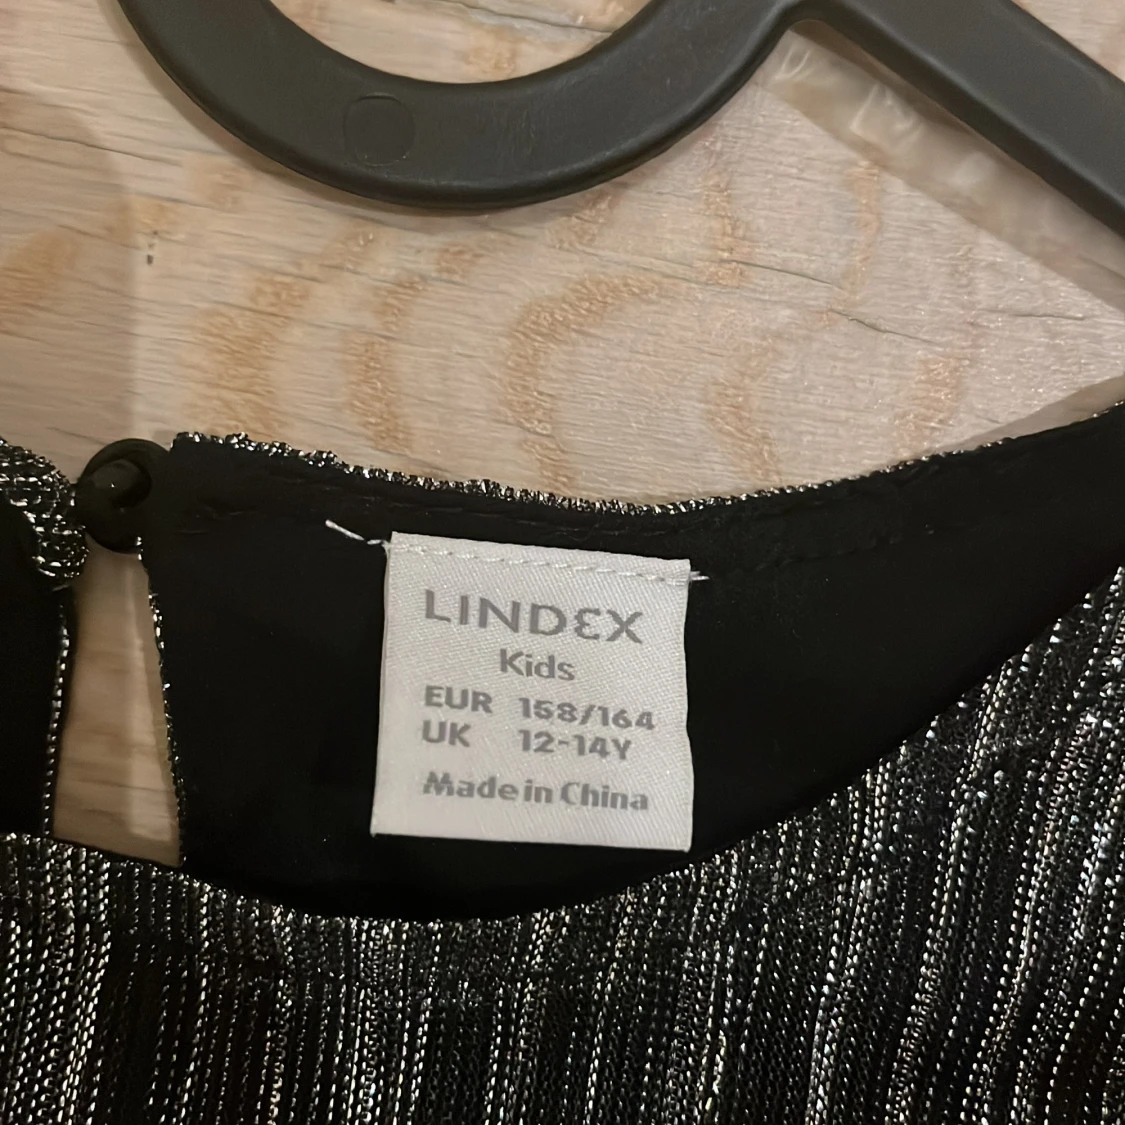 LINDEX
Kids
EUR 158/164
UK 12-14Y
Made in China